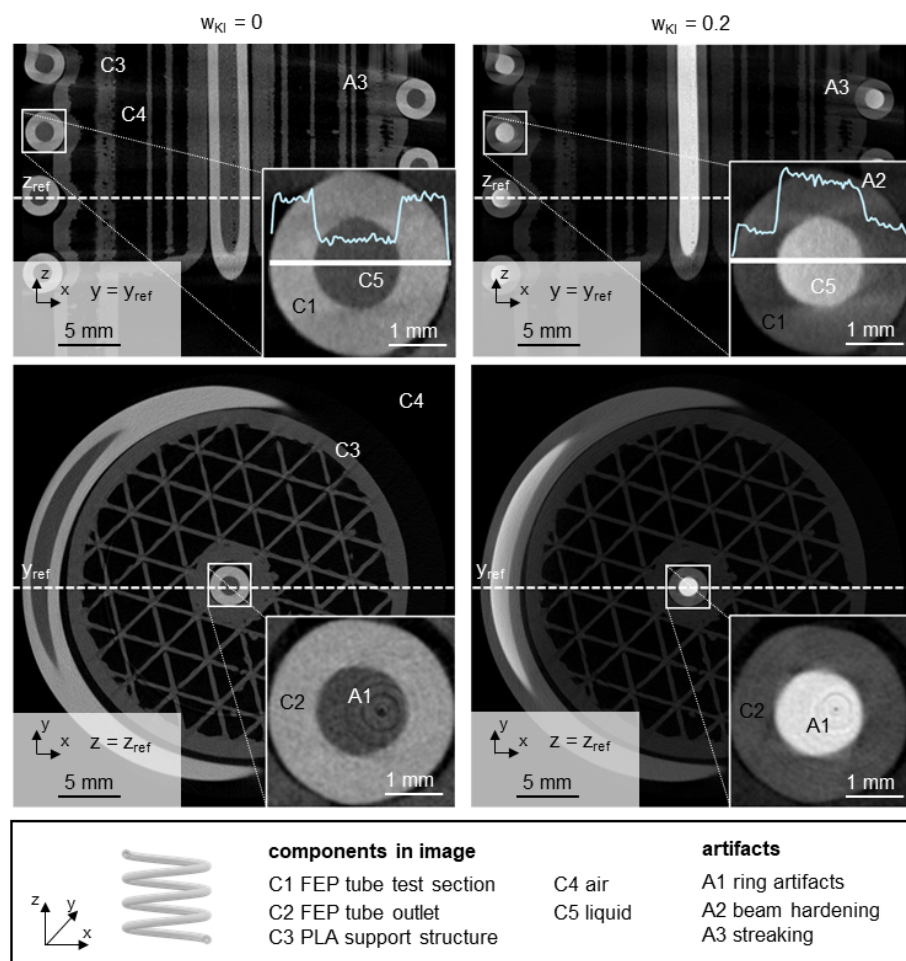 w_KI = 0
w_KI = 0.2
C3
A3
C4
z_ref
C5
C1
z
x y = y_ref
5 mm
1 mm
A3
z_ref
A2
C5
C1
z
x y = y_ref
5 mm
1 mm
C4
C3
y_ref
C2
A1
y
x z = z_ref
5 mm
1 mm
y_ref
C2
A1
y
x z = z_ref
5 mm
1 mm
components in image
artifacts
C1 FEP tube test section
C4 air
A1 ring artifacts
z y
C2 FEP tube outlet
C5 liquid
A2 beam hardening
x
C3 PLA support structure
A3 streaking